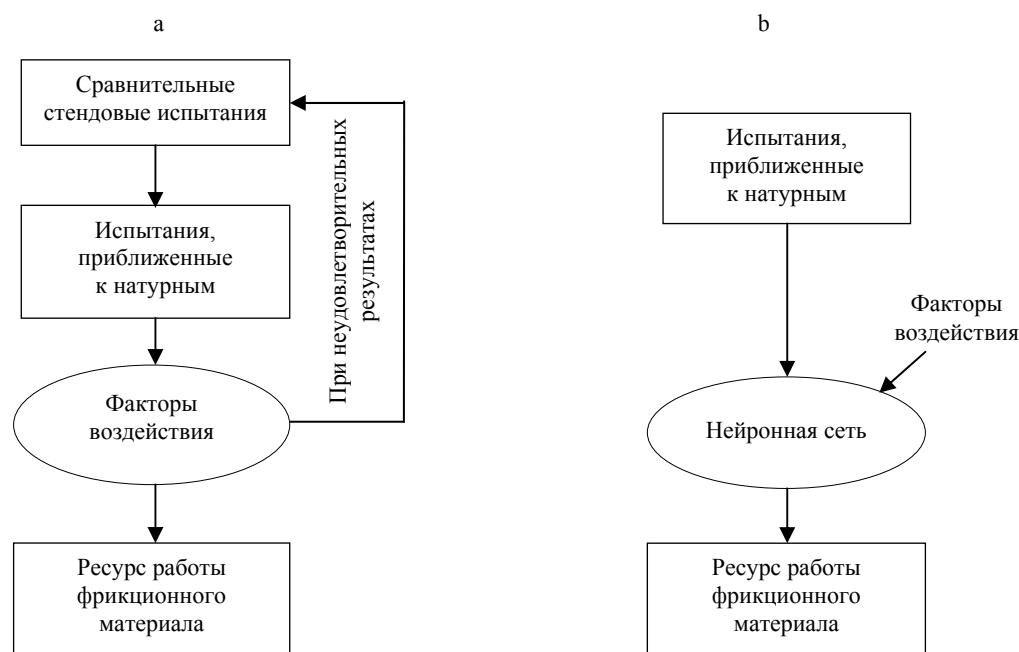 a
Сравнительные
стендовые испытания
Испытания,
приближенные
к натурным
При неудовлетворительных
результатах
Факторы
воздействия
Ресурс работы
фрикционного
материала
b
Испытания,
приближенные
к натурным
Факторы
воздействия
Нейронная сеть
Ресурс работы
фрикционного
материала